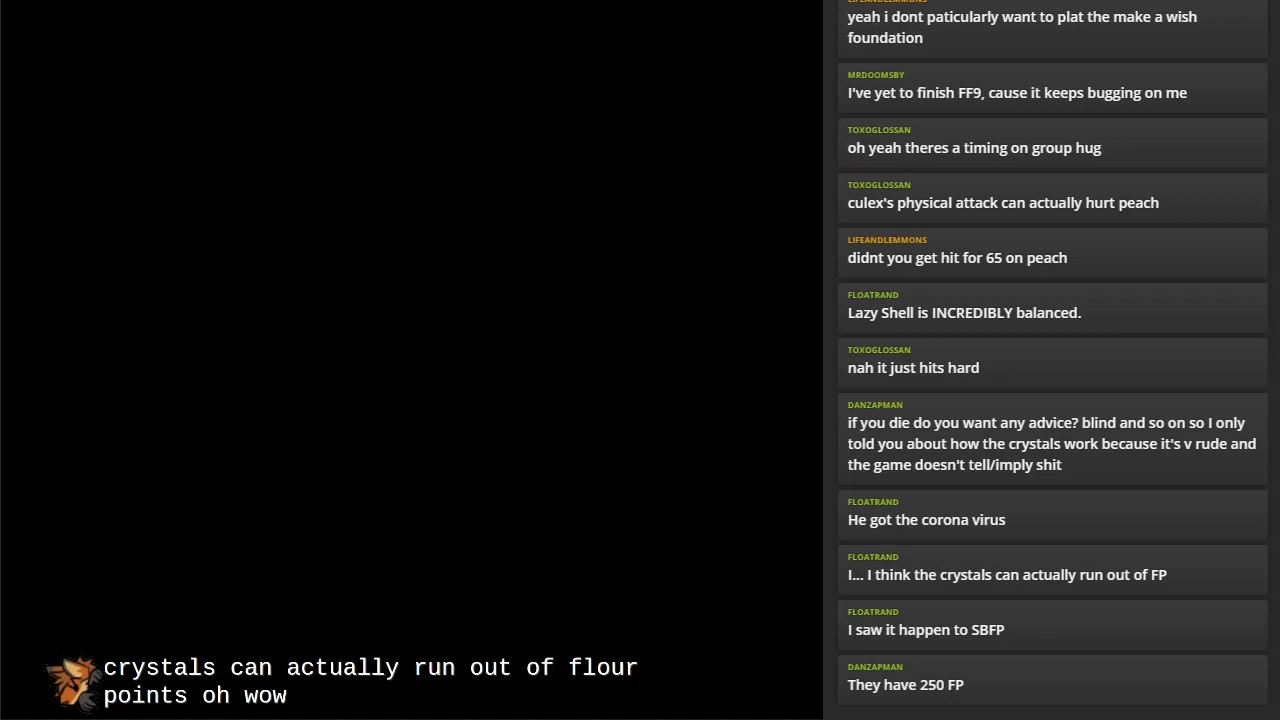 LIFEANDLEMMONS
yeah i dont paticularly want to plat the make a wish
foundation
MRDOOMSBY
I've yet to finish FF9, cause it keeps bugging on me
TOXOGLOSSAN
oh yeah theres a timing on group hug
TOXOGLOSSAN
culex's physical attack can actually hurt peach
LIFEANDLEMMONS
didnt you get hit for 65 on peach
FLOATRAND
Lazy Shell is INCREDIBLY balanced.
TOXOGLOSSAN
nah it just hits hard
DANZAPMAN
if you die do you want any advice? blind and so on so I only
told you about how the crystals work because it's v rude and
the game doesn't tell/imply shit
FLOATRAND
He got the corona virus
FLOATRAND
I... I think the crystals can actually run out of FP
FLOATRAND
I saw it happen to SBFP
DANZAPMAN
They have 250 FP
crystals can actually run out of flour
points oh wow